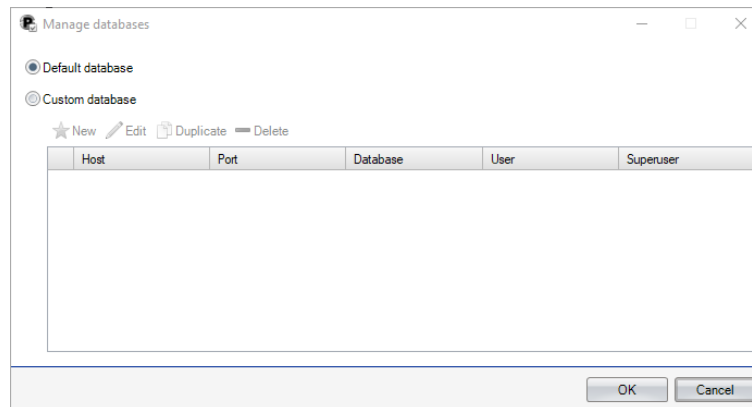 Manage databases
Default database
Custom database
New Edit Duplicate Delete
Host Port Database User Superuser
OK Cancel